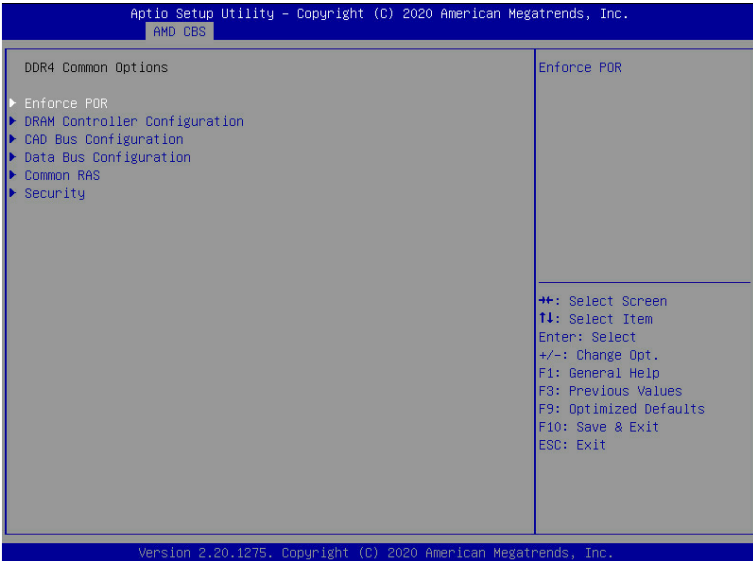 Aptio Setup Utility – Copyright (C) 2020 American Megatrends, Inc.
AMD CBS
DDR4 Common Options
Enforce POR
DRAM Controller Configuration
CAD Bus Configuration
Data Bus Configuration
Common RAS
Security
Enforce POR
→←: Select Screen
↑↓: Select Item
Enter: Select
+/-: Change Opt.
F1: General Help
F3: Previous Values
F9: Optimized Defaults
F10: Save & Exit
ESC: Exit
Version 2.20.1275. Copyright (C) 2020 American Megatrends, Inc.